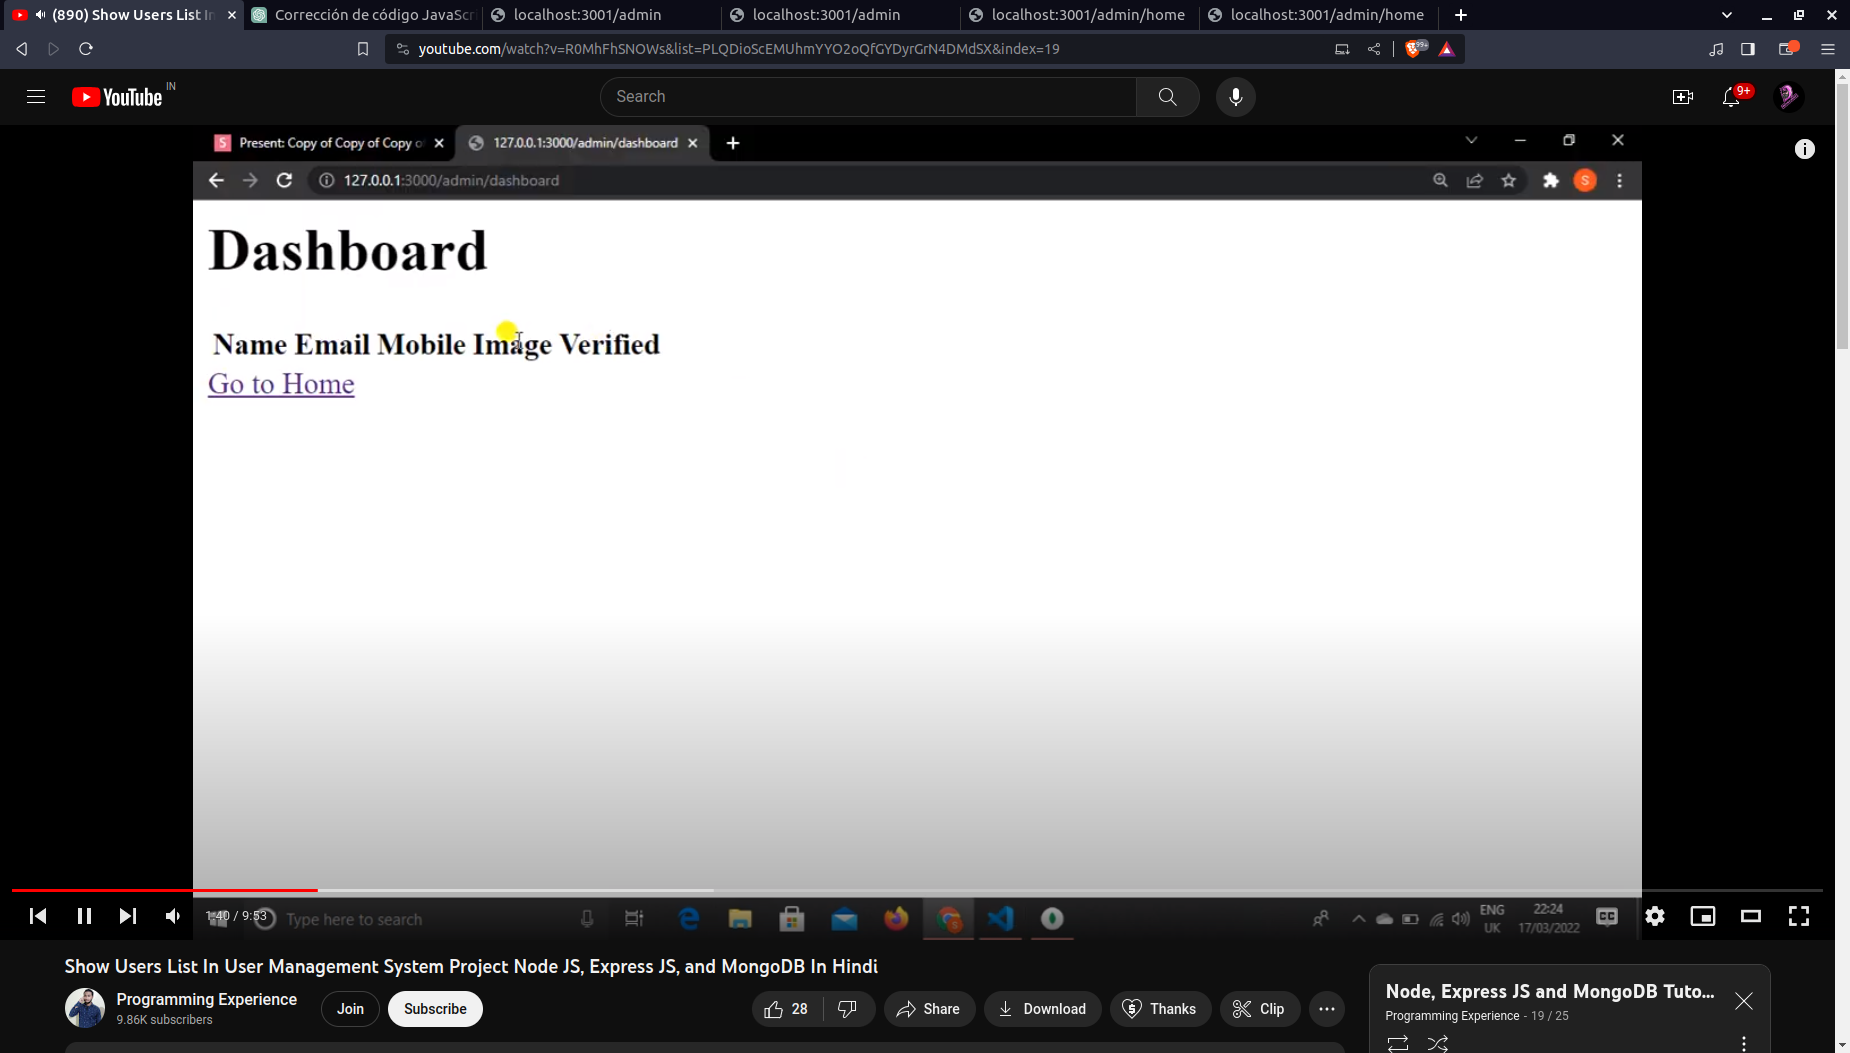 (890) Show Users List In
Corrección de código JavaScri
localhost:3001/admin
localhost:3001/admin
localhost:3001/admin/home
localhost:3001/admin/home
youtube.com/watch?v=R0MhFhSNOWs&list=PLQDioScEMUhmYYO2oQfGYDyrGrN4DMdSX&index=19
99+
YouTube IN
Search
9+
Present: Copy of Copy of Copy of
127.0.0.1:3000/admin/dashboard
127.0.0.1:3000/admin/dashboard
S
Dashboard
Name Email Mobile Image Verified
Go to Home
1:40 / 9:53
Type here to search
ENG
UK
22:24
17/03/2022
CC
Show Users List In User Management System Project Node JS, Express JS, and MongoDB In Hindi
Programming Experience
9.86K subscribers
Join
Subscribe
28
Share
Download
Thanks
Clip
Node, Express JS and MongoDB Tuto...
Programming Experience - 19 / 25